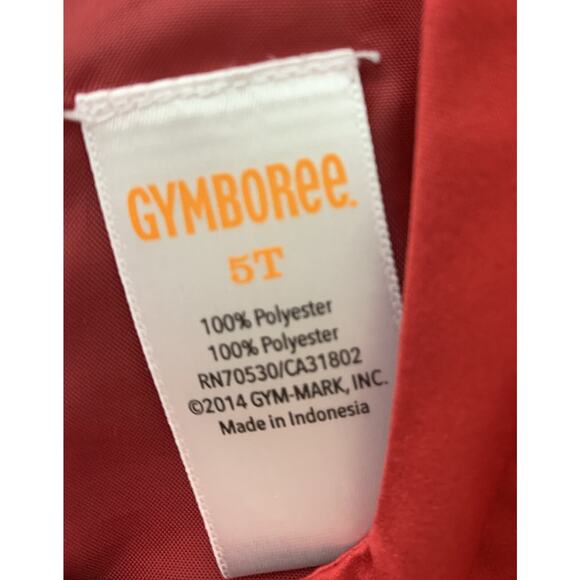 GYMBOREE.
5T
100% Polyester
100% Polyester
RN70530/CA31802
©2014 GYM-MARK, INC.
Made in Indonesia